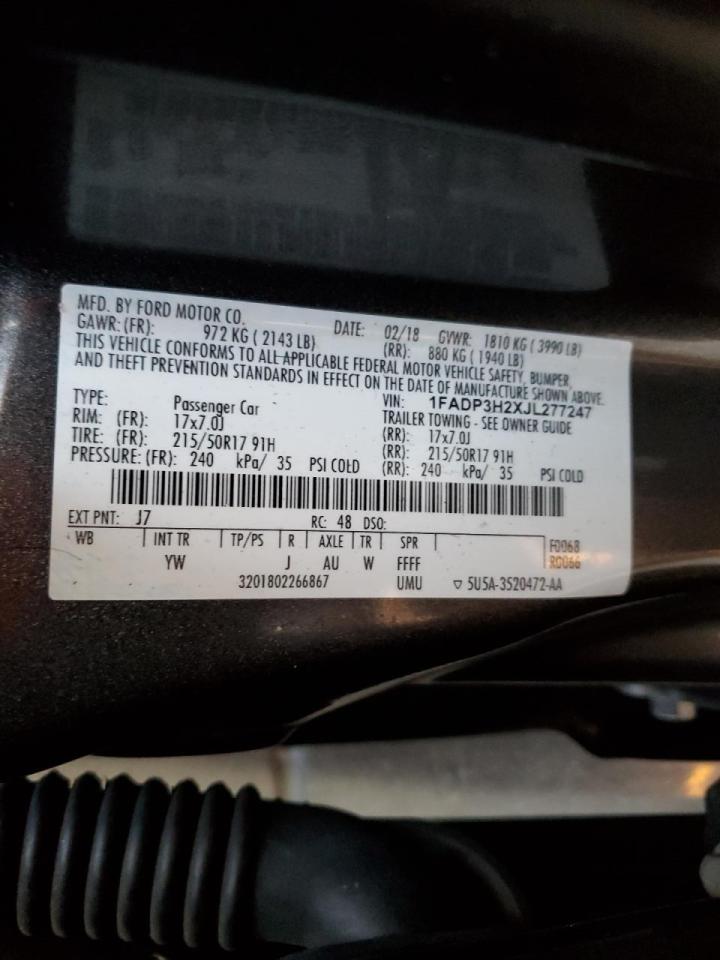 MFD. BY FORD MOTOR CO.
DATE: 02/18 GVWR: 1810 KG ( 3990 LB)
GAWR: (FR): 972 KG ( 2143 LB) (RR): 880 KG ( 1940 LB)
THIS VEHICLE CONFORMS TO ALL APPLICABLE FEDERAL MOTOR VEHICLE SAFETY, BUMPER,
AND THEFT PREVENTION STANDARDS IN EFFECT ON THE DATE OF MANUFACTURE SHOWN ABOVE.
VIN: 1FADP3H2XJL277247
TYPE: Passenger Car TRAILER TOWING - SEE OWNER GUIDE
RIM: (FR): 17x7.0J (RR): 17x7.0J
TIRE: (FR): 215/50R17 91H (RR): 215/50R17 91H
PRESSURE: (FR): 240 kPa/ 35 PSI COLD (RR): 240 kPa/ 35 PSI COLD
EXT PNT: J7 RC: 48 DSO:
WB INT TR TP/PS R AXLE TR SPR F0068
YW J AU W FFFF R0066
3201802266867 UMU ▽ 5U5A-3520472-AA